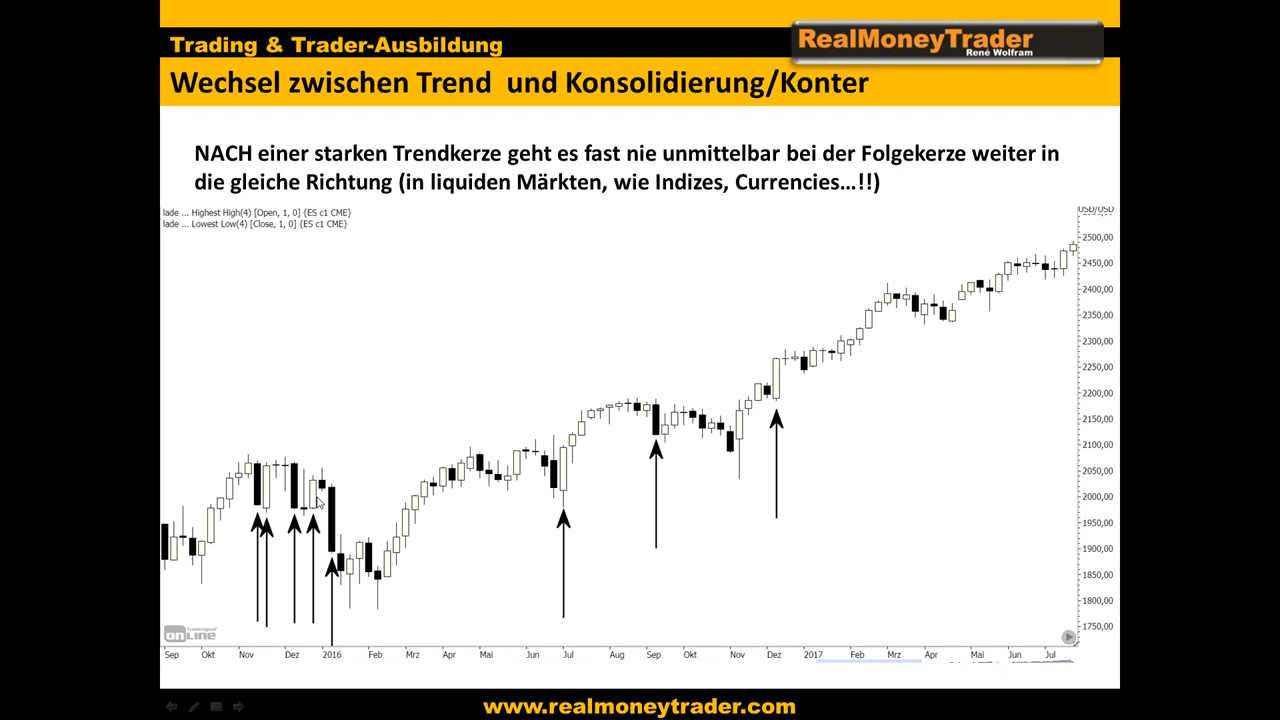 Trading & Trader-Ausbildung
RealMoneyTrader
René Wolfram
Wechsel zwischen Trend und Konsolidierung/Konter
NACH einer starken Trendkerze geht es fast nie unmittelbar bei der Folgekerze weiter in
die gleiche Richtung (in liquiden Märkten, wie Indizes, Currencies…!!)
lade ... Highest High(4) [Open, 1, 0] {ES c1 CME}
lade ... Lowest Low(4) [Close, 1, 0] {ES c1 CME}
USD/USD
2500,00
2450,00
2400,00
2350,00
2300,00
2250,00
2200,00
2150,00
2100,00
2050,00
2000,00
1950,00
1900,00
1850,00
1800,00
1750,00
Tradesignal
onLine
Sep Okt Nov Dez 2016 Feb Mrz Apr Mai Jun Jul Aug Sep Okt Nov Dez 2017 Feb Mrz Apr Mai Jun Jul
www.realmoneytrader.com